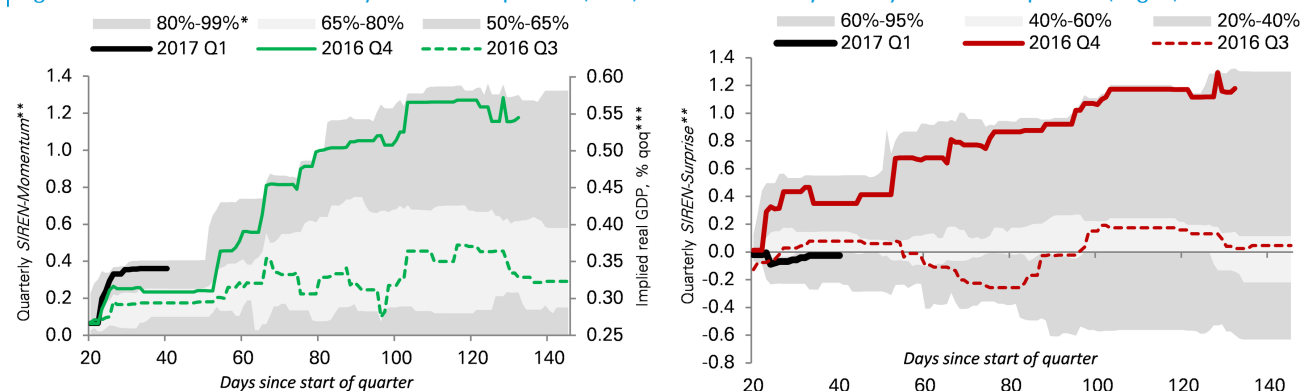 80%-99%* 65%-80% 50%-65%
2017 Q1 2016 Q4 2016 Q3
Quarterly SIREN-Momentum**
1.4
1.2
1.0
0.8
0.6
0.4
0.2
0.0
0.60
0.55
0.50
0.45
0.40
0.35
0.30
0.25
Implied real GDP, % qoq***
20 40 60 80 100 120 140
Days since start of quarter
60%-95% 40%-60% 20%-40%
2017 Q1 2016 Q4 2016 Q3
Quarterly SIREN-Surprise**
1.4
1.2
1.0
0.8
0.6
0.4
0.2
0.0
-0.2
-0.4
-0.6
-0.8
Days since start of quarter
20 40 60 80 100 120 140